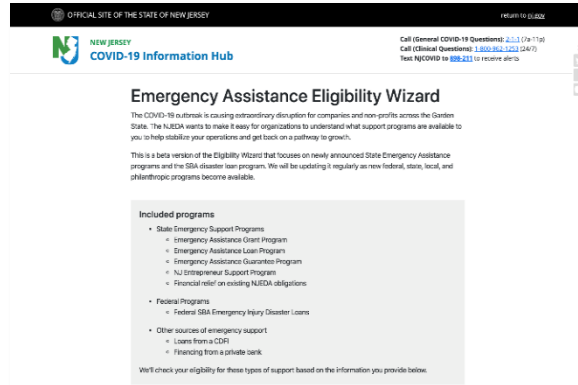 OFFICIAL SITE OF THE STATE OF NEW JERSEY
return to nj.gov
NJ
NEW JERSEY
COVID-19 Information Hub
Call (General COVID-19 Questions): 2-1-1 (7a-11p)
Call (Clinical Questions): 1-800-962-1253 (24/7)
Text NJCOVID to 898-211 to receive alerts
Emergency Assistance Eligibility Wizard
The COVID-19 outbreak is causing extraordinary disruption for companies and non-profits across the Garden
State. The NJEDA wants to make it easy for organizations to understand what support programs are available to
you to help stabilize your operations and get back on a pathway to growth.
This is a beta version of the Eligibility Wizard that focuses on newly announced State Emergency Assistance
programs and the SBA disaster loan program. We will be updating it regularly as new federal, state, local, and
philanthropic programs become available.
Included programs
• State Emergency Support Programs
Emergency Assistance Grant Program
Emergency Assistance Loan Program
Emergency Assistance Guarantee Program
NJ Entrepreneur Support Program
Financial relief on existing NJEDA obligations
• Federal Programs
Federal SBA Emergency Injury Disaster Loans
• Other sources of emergency support
Loans from a CDFI
Financing from a private bank
We'll check your eligibility for these types of support based on the information you provide below.